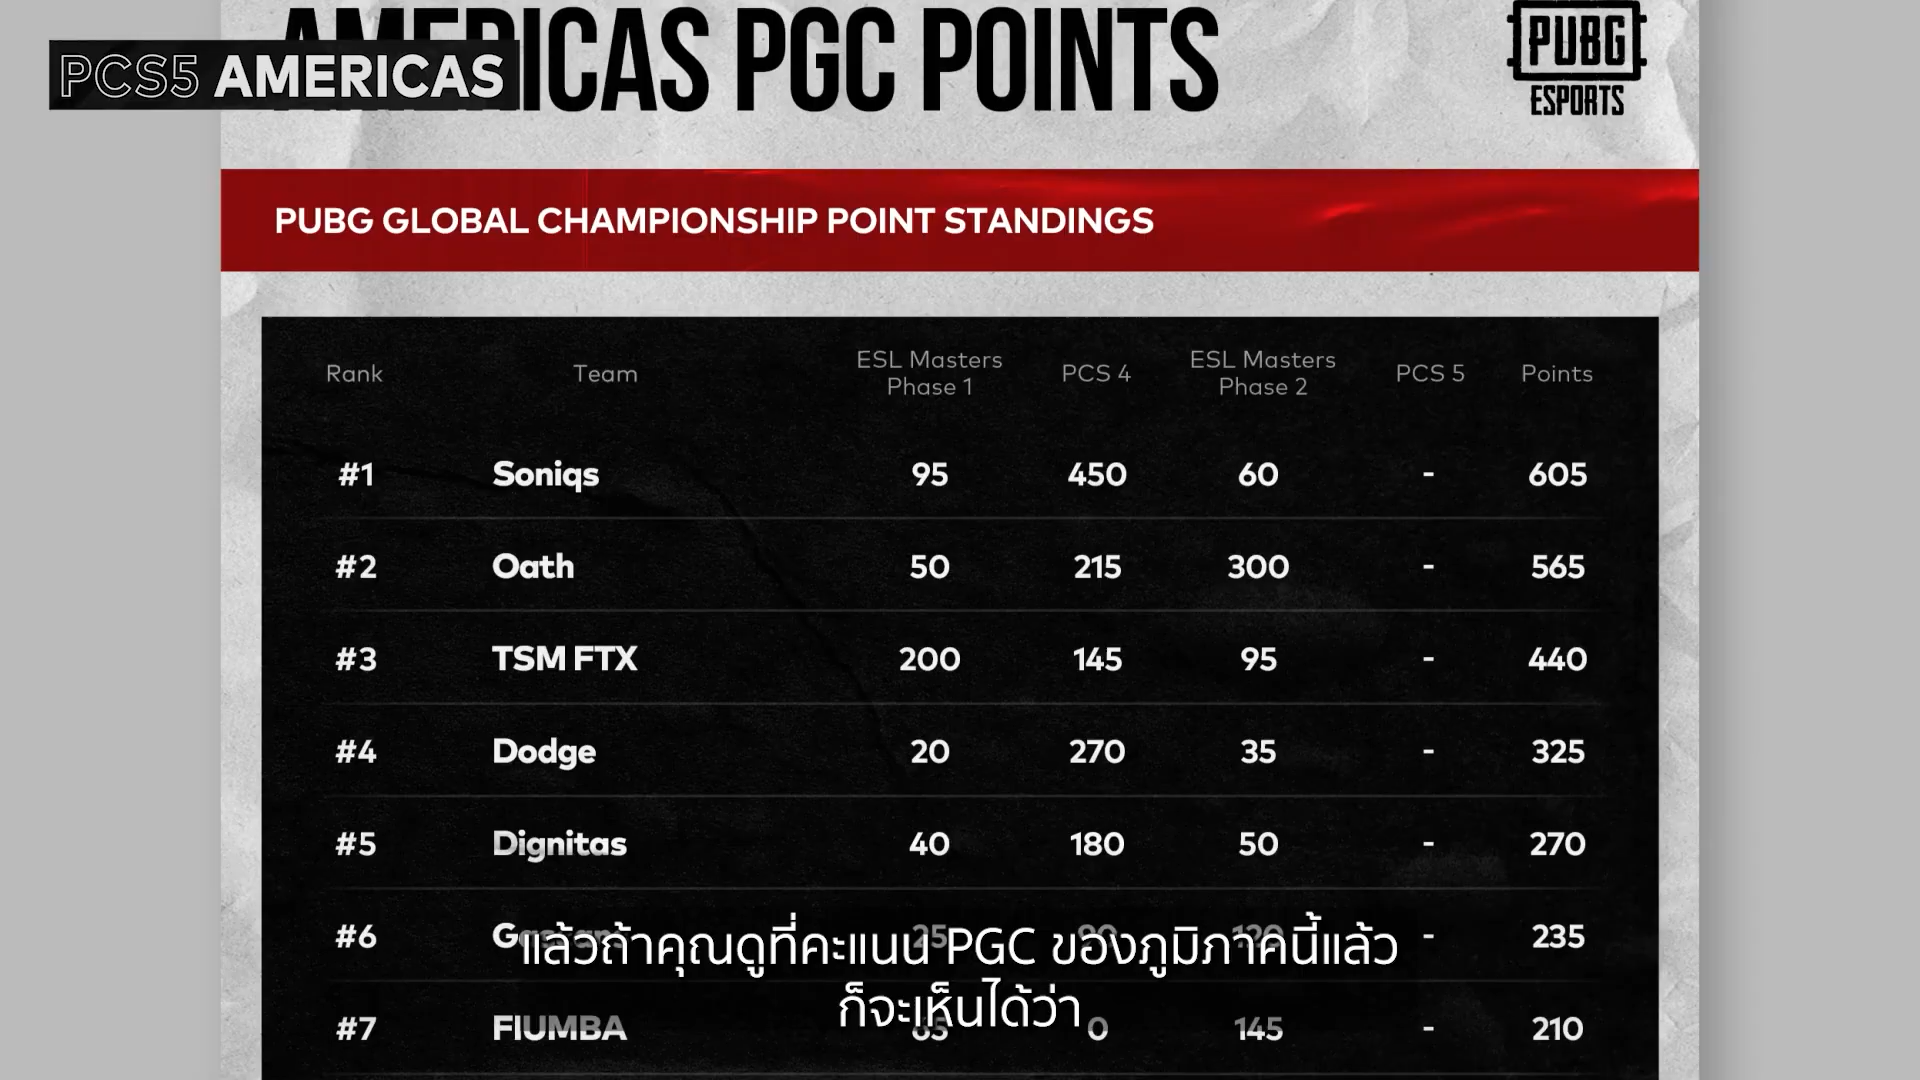 AMERICAS PGC POINTS
PCS5 AMERICAS
PUBG
ESPORTS
PUBG GLOBAL CHAMPIONSHIP POINT STANDINGS
Rank Team ESL Masters Phase 1 PCS 4 ESL Masters Phase 2 PCS 5 Points
#1 Soniqs 95 450 60 - 605
#2 Oath 50 215 300 - 565
#3 TSM FTX 200 145 95 - 440
#4 Dodge 20 270 35 - 325
#5 Dignitas 40 180 50 - 270
#6 25 90 120 - 235
แล้วถ้าคุณดูที่คะแนน PGC ของภูมิภาคนี้แล้ว
ก็จะเห็นได้ว่า
#7 FIUMBA 65 0 145 - 210